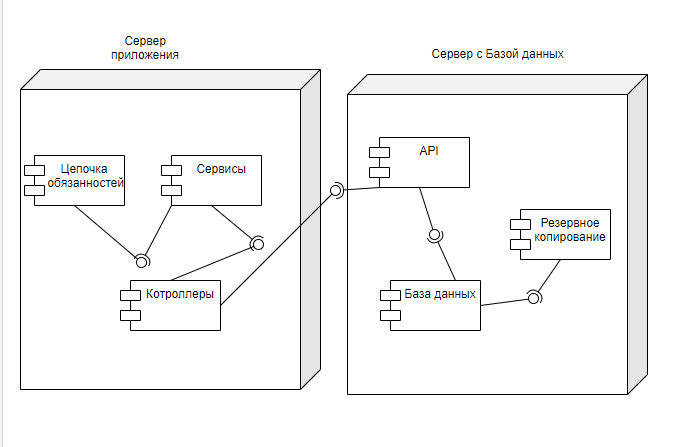 Сервер
приложения
Сервер с Базой данных
Цепочка
обязанностей
Сервисы
Котроллеры
API
Резервное
копирование
База данных